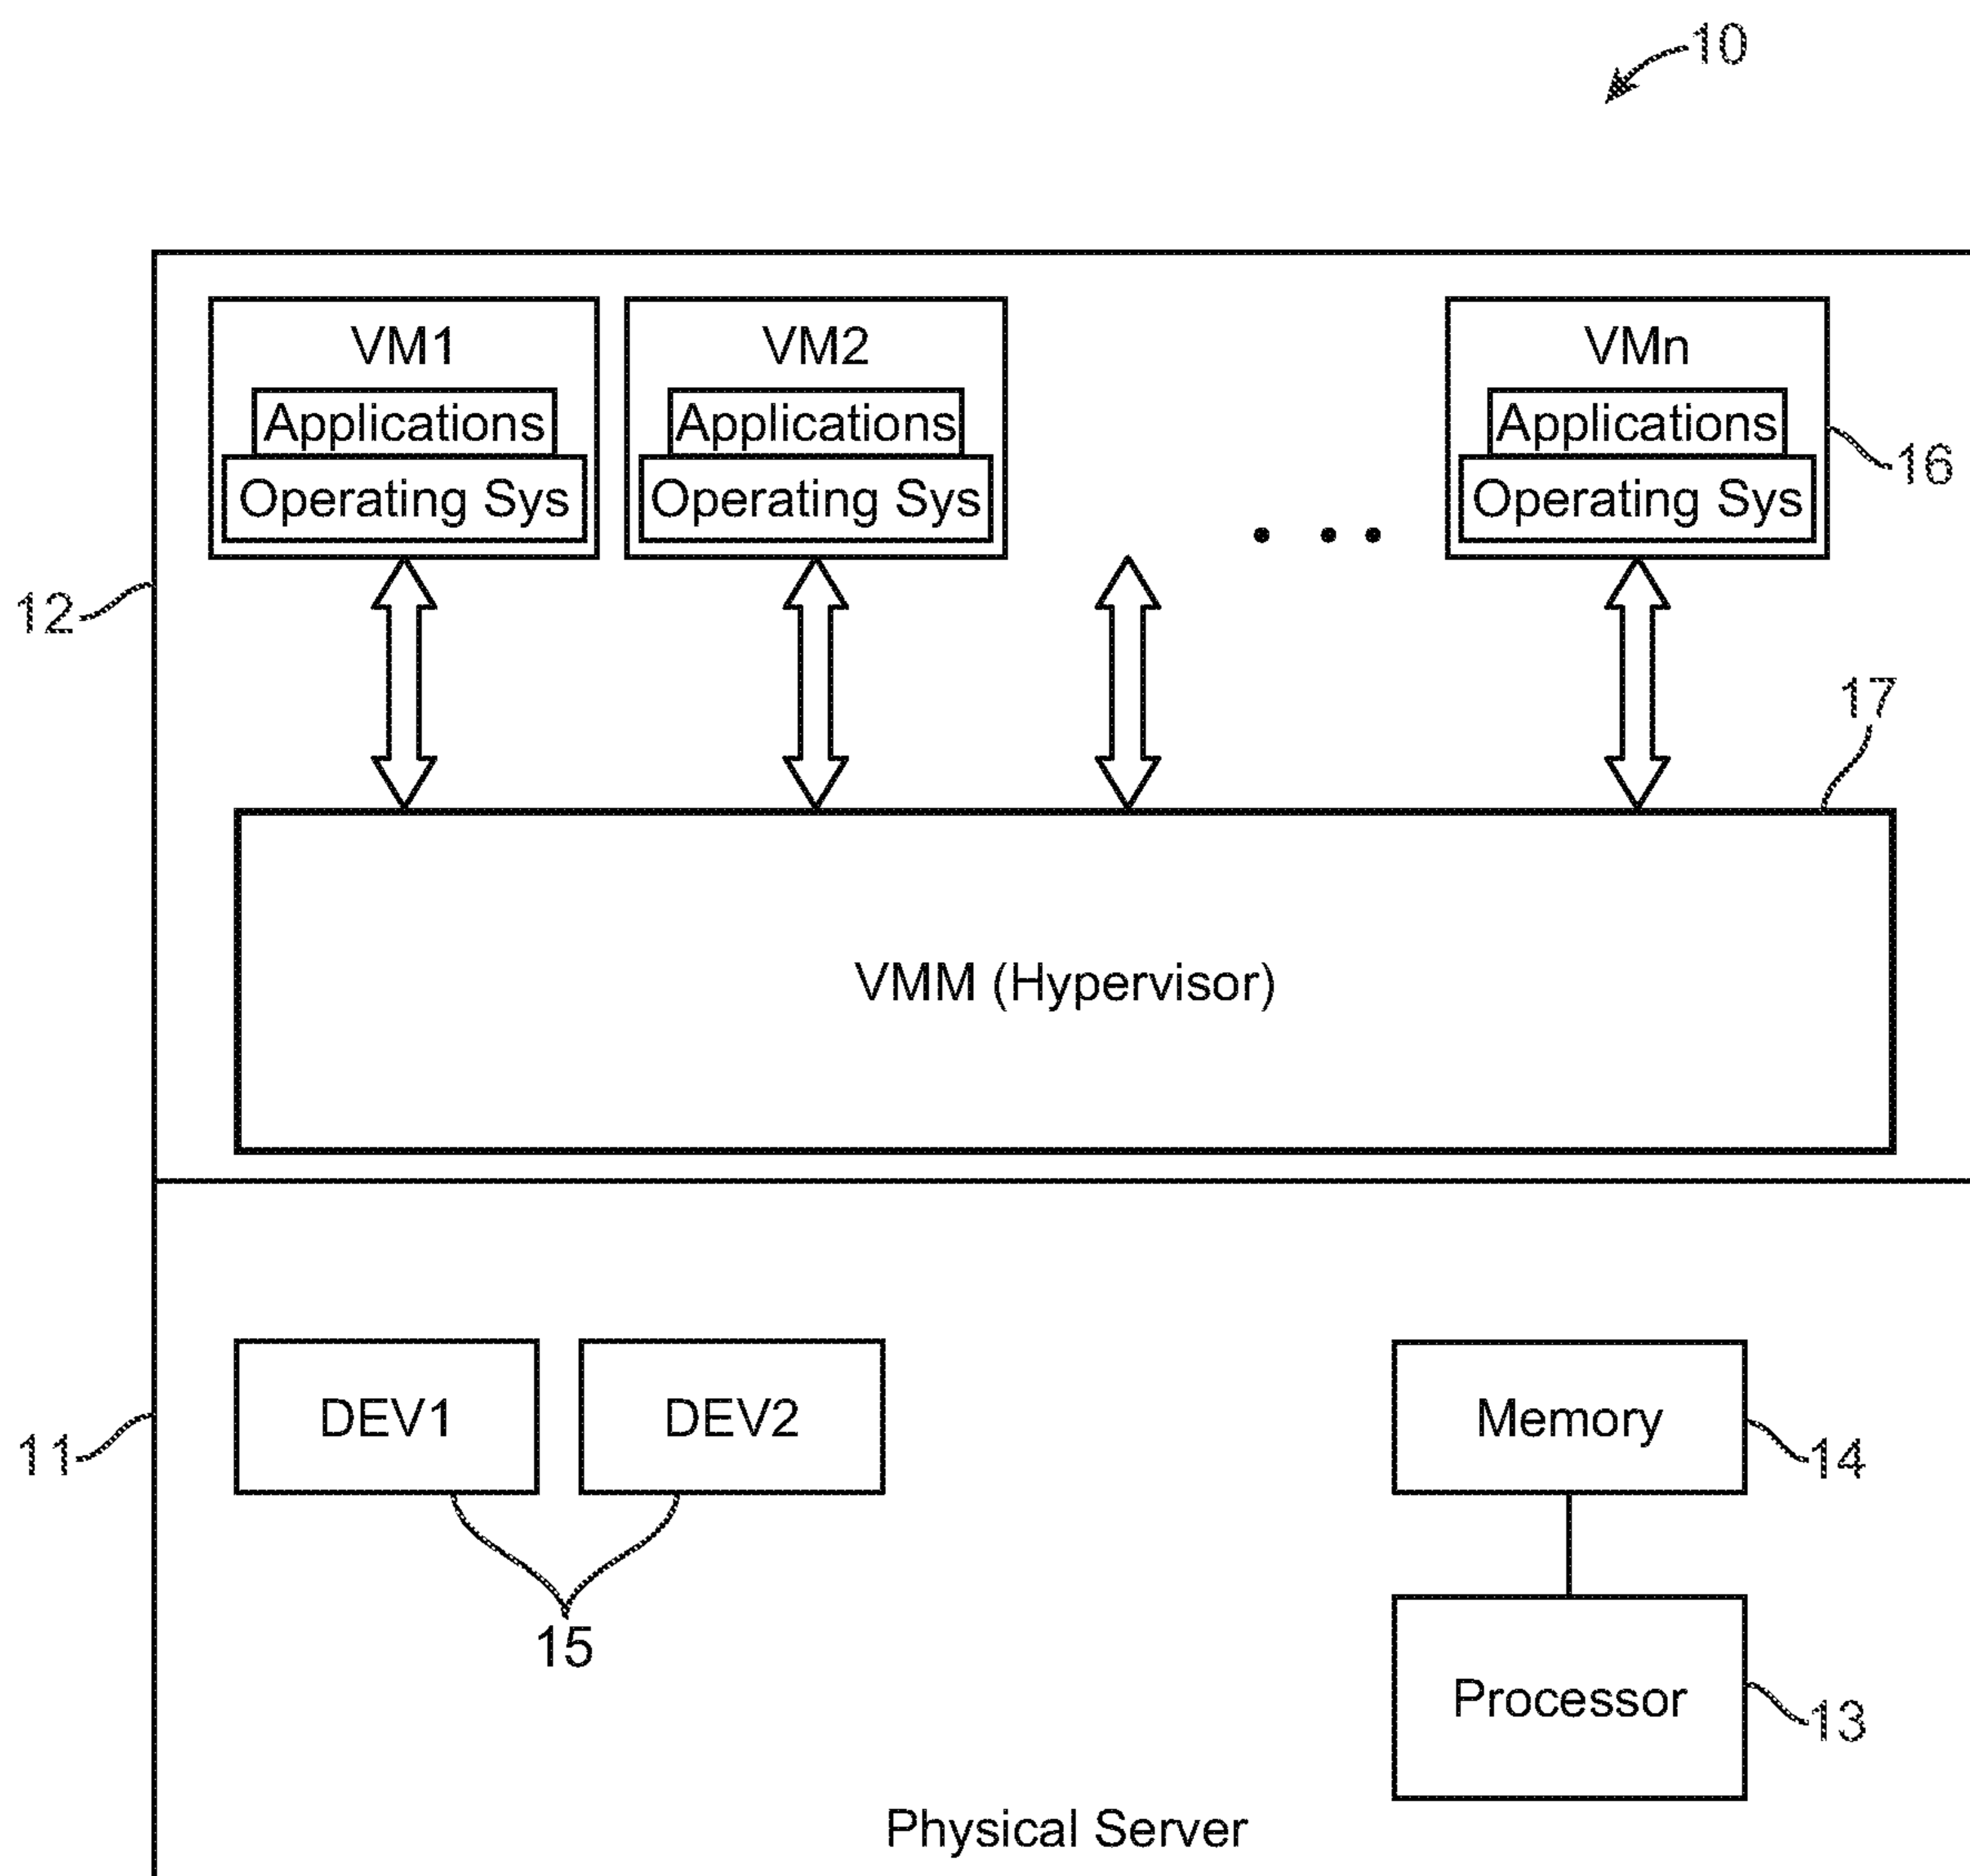 10
VM1
VM2
VMn
Applications
Applications
Applications
16
Operating Sys
Operating Sys
Operating Sys
. . .
12
17
VMM (Hypervisor)
11
DEV1
DEV2
Memory
14
15
Processor
13
Physical Server